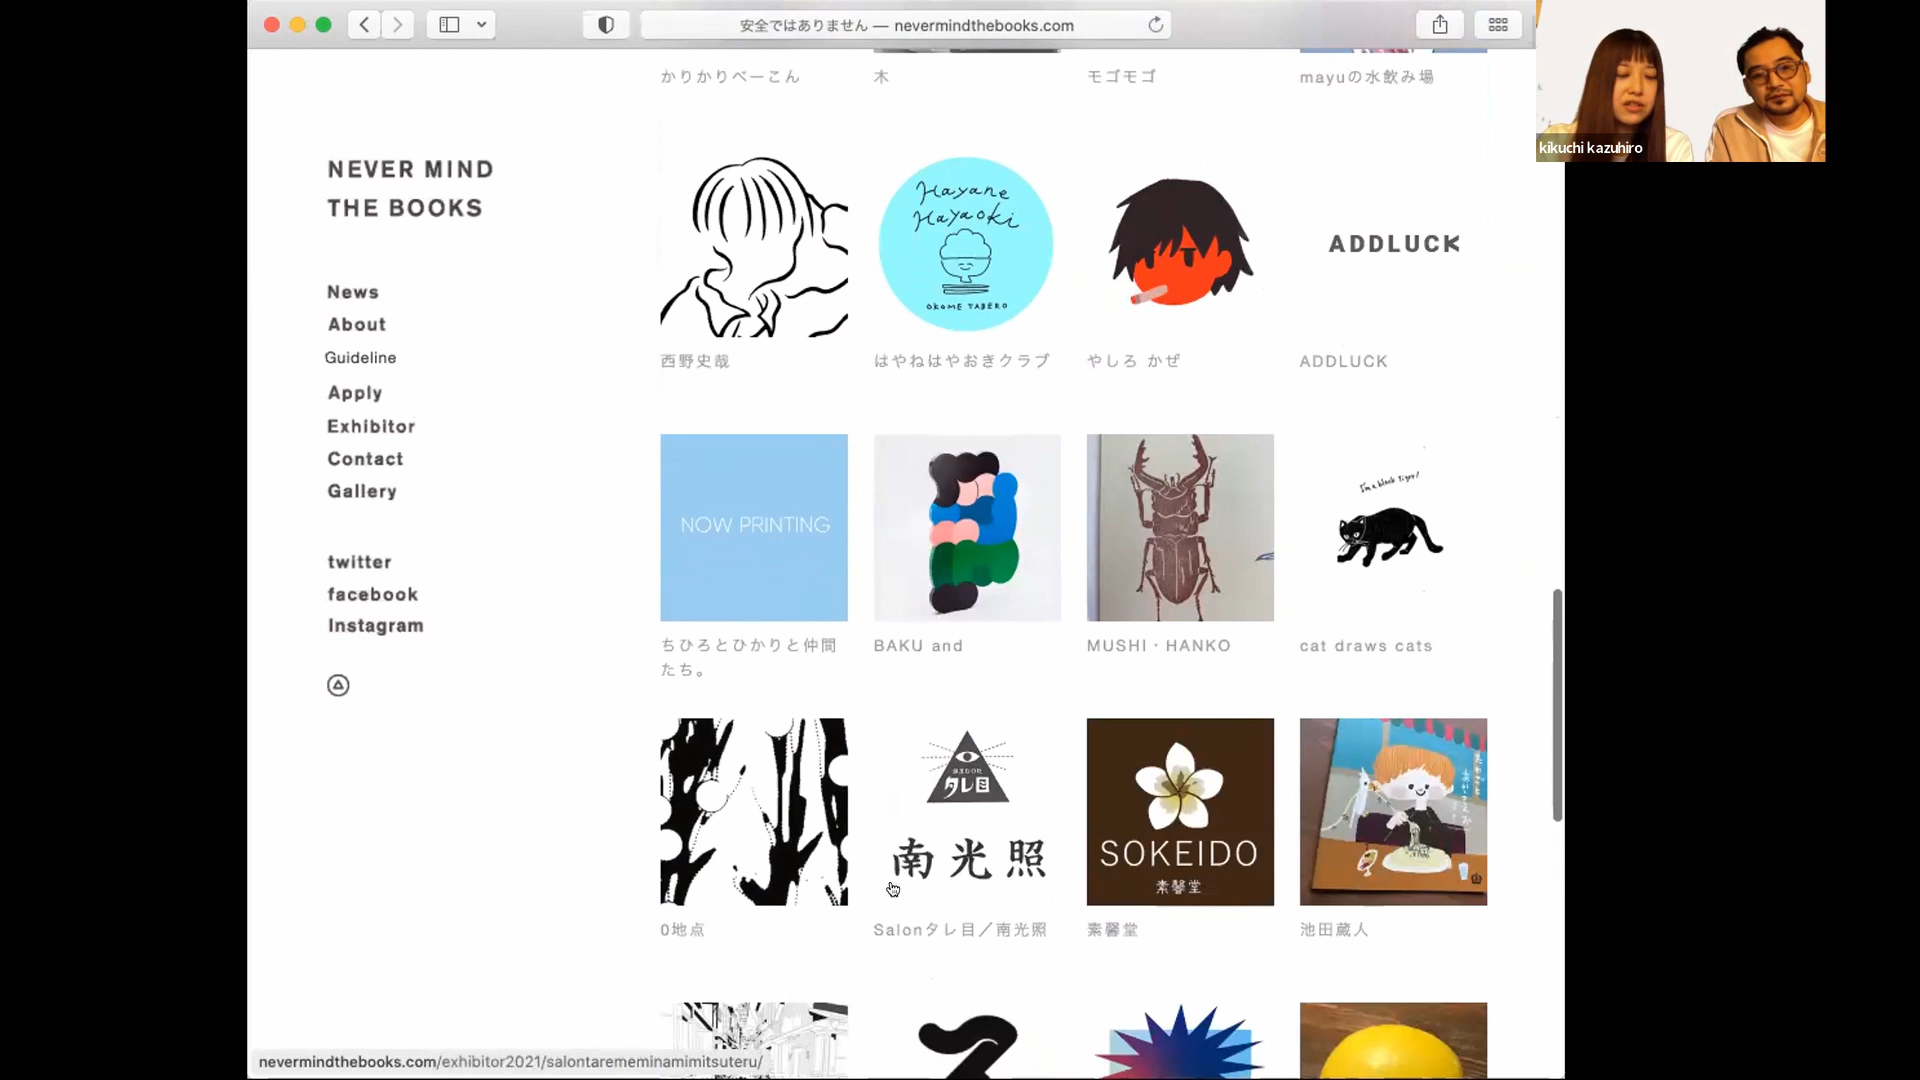 安全ではありません — nevermindthebooks.com
kikuchi kazuhiro
かりかりべーこん
木
モゴモゴ
mayuの水飲み場
NEVER MIND
THE BOOKS
News
About
Guideline
Apply
Exhibitor
Contact
Gallery
twitter
facebook
Instagram
Hayane
Hayaoki
OKOME TABERO
ADDLUCK
西野史哉
はやねはやおきクラブ
やしろ かぜ
ADDLUCK
NOW PRINTING
I'm a black tiger!
ちひろとひかりと仲間
たち。
BAKU and
MUSHI・HANKO
cat draws cats
タレ目
南光照
SOKEIDO
素馨堂
0地点
Salonタレ目／南光照
素馨堂
池田蔵人
nevermindthebooks.com/exhibitor2021/salontarememinamimitsuteru/